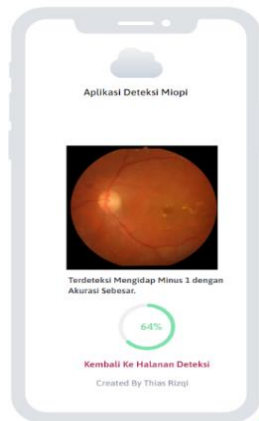 Aplikasi Deteksi Miopi
Terdeteksi Mengidap Minus 1 dengan
Akurasi Sebesar.
64%
Kembali Ke Halanan Deteksi
Created By Thias Rizqi